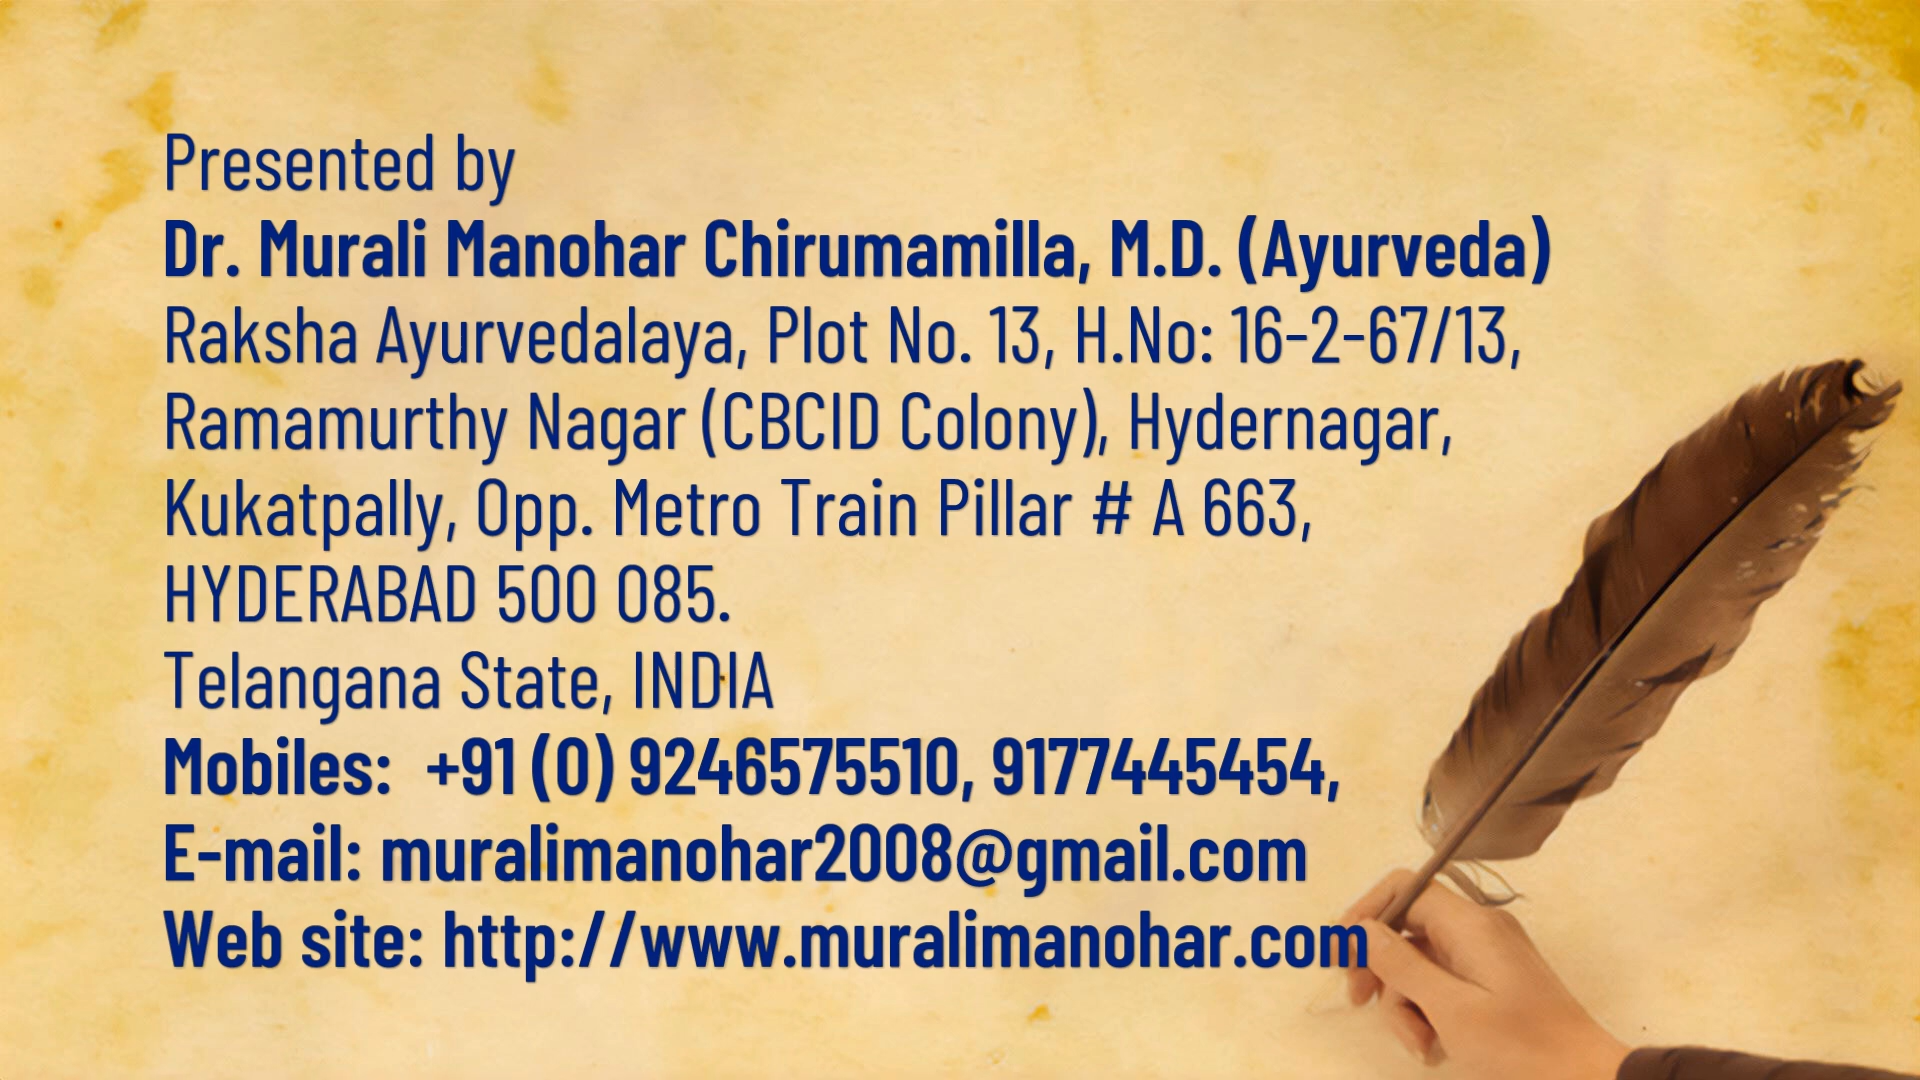 Presented by
Dr. Murali Manohar Chirumamilla, M.D. (Ayurveda)
Raksha Ayurvedalaya, Plot No. 13, H.No: 16-2-67/13,
Ramamurthy Nagar (CBCID Colony), Hydernagar,
Kukatpally, Opp. Metro Train Pillar # A 663,
HYDERABAD 500 085.
Telangana State, INDIA
Mobiles:  +91 (0) 9246575510, 9177445454,
E-mail: muralimanohar2008@gmail.com
Web site: http://www.muralimanohar.com